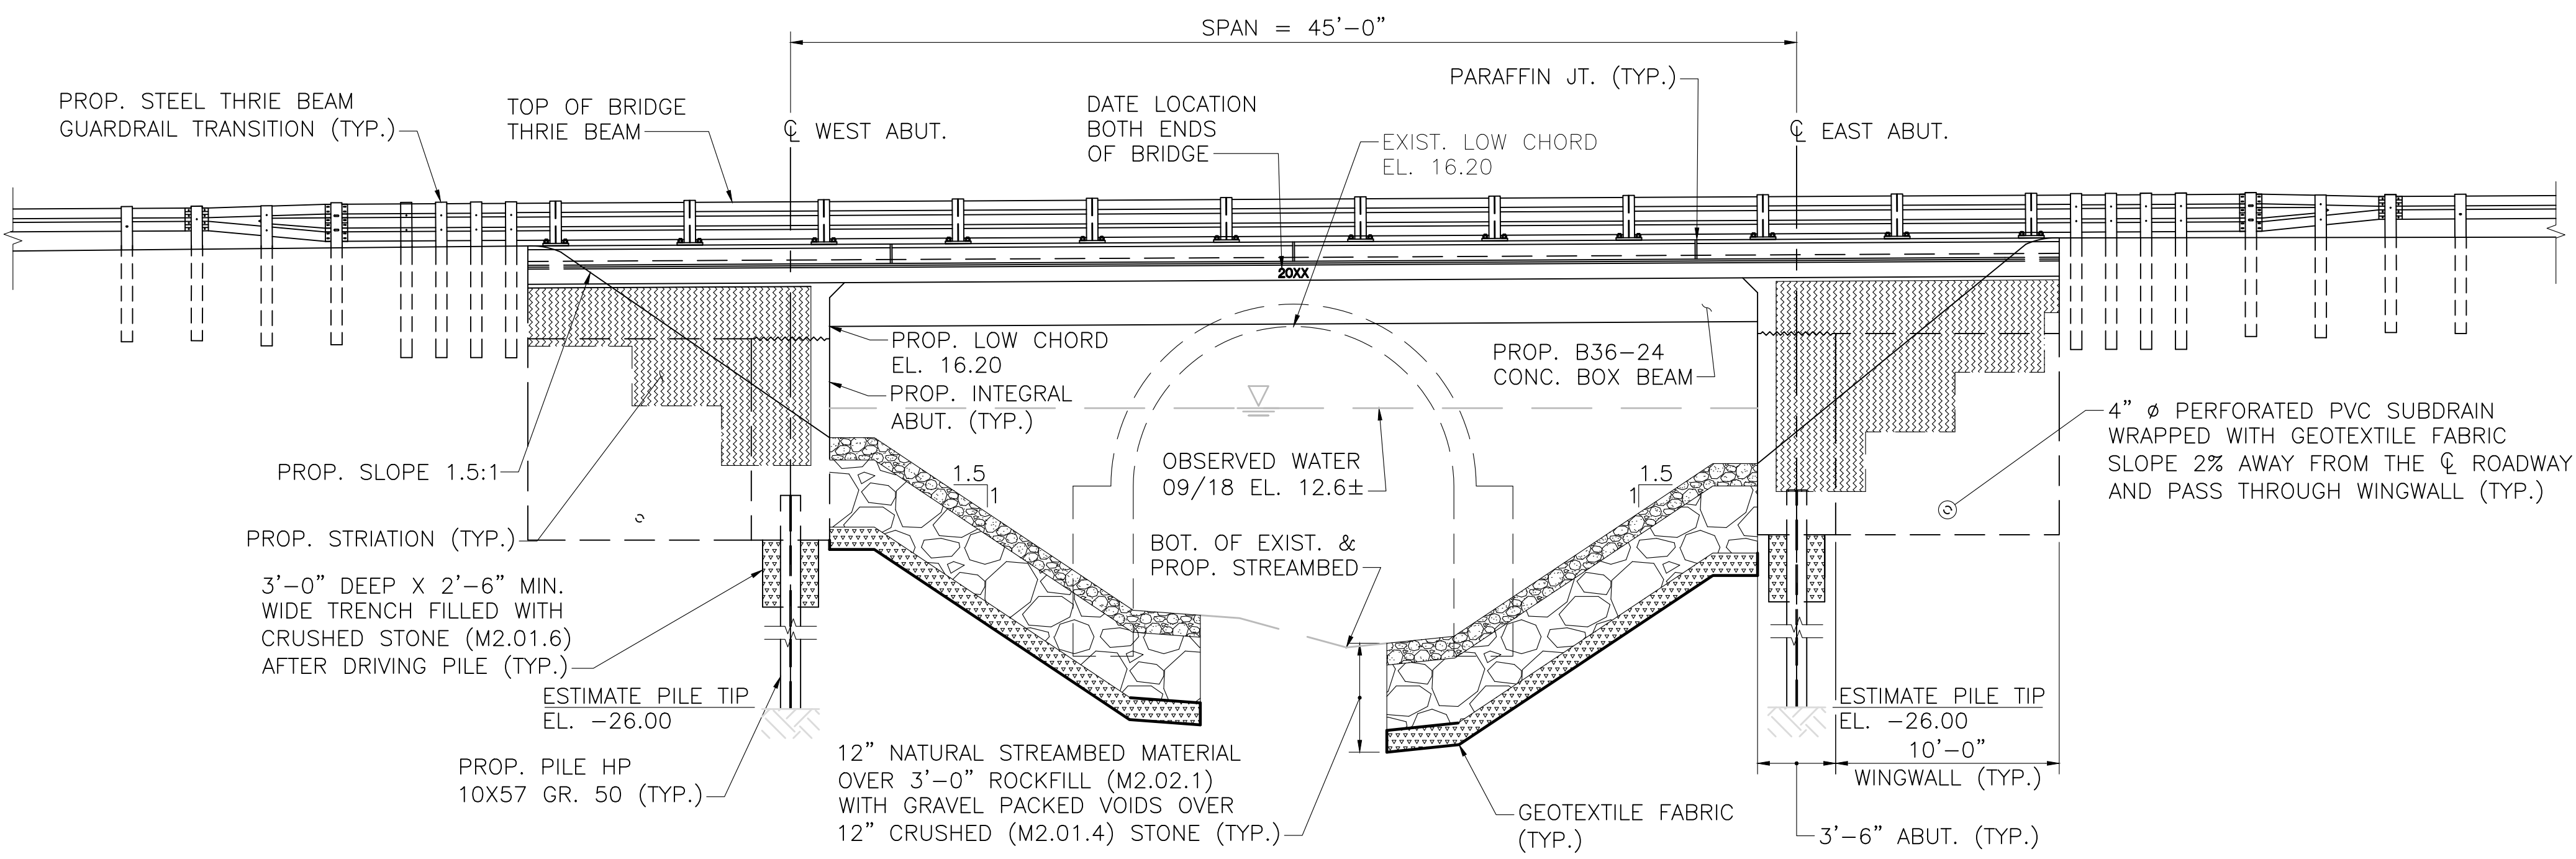 SPAN = 45'-0"
PARAFFIN JT. (TYP.)
PROP. STEEL THRIE BEAM
GUARDRAIL TRANSITION (TYP.)
TOP OF BRIDGE
THRIE BEAM
℄ WEST ABUT.
DATE LOCATION
BOTH ENDS
OF BRIDGE
EXIST. LOW CHORD
EL. 16.20
℄ EAST ABUT.
20XX
PROP. LOW CHORD
EL. 16.20
PROP. INTEGRAL
ABUT. (TYP.)
PROP. B36-24
CONC. BOX BEAM
4" ø PERFORATED PVC SUBDRAIN
WRAPPED WITH GEOTEXTILE FABRIC
SLOPE 2% AWAY FROM THE ℄ ROADWAY
AND PASS THROUGH WINGWALL (TYP.)
PROP. SLOPE 1.5:1
1.5
1
OBSERVED WATER
09/18 EL. 12.6±
1.5
1
PROP. STRIATION (TYP.)
BOT. OF EXIST. &
PROP. STREAMBED
3'-0" DEEP X 2'-6" MIN.
WIDE TRENCH FILLED WITH
CRUSHED STONE (M2.01.6)
AFTER DRIVING PILE (TYP.)
ESTIMATE PILE TIP
EL. -26.00
ESTIMATE PILE TIP
EL. -26.00
PROP. PILE HP
10X57 GR. 50 (TYP.)
12" NATURAL STREAMBED MATERIAL
OVER 3'-0" ROCKFILL (M2.02.1)
WITH GRAVEL PACKED VOIDS OVER
12" CRUSHED (M2.01.4) STONE (TYP.)
GEOTEXTILE FABRIC
(TYP.)
10'-0"
WINGWALL (TYP.)
3'-6" ABUT. (TYP.)